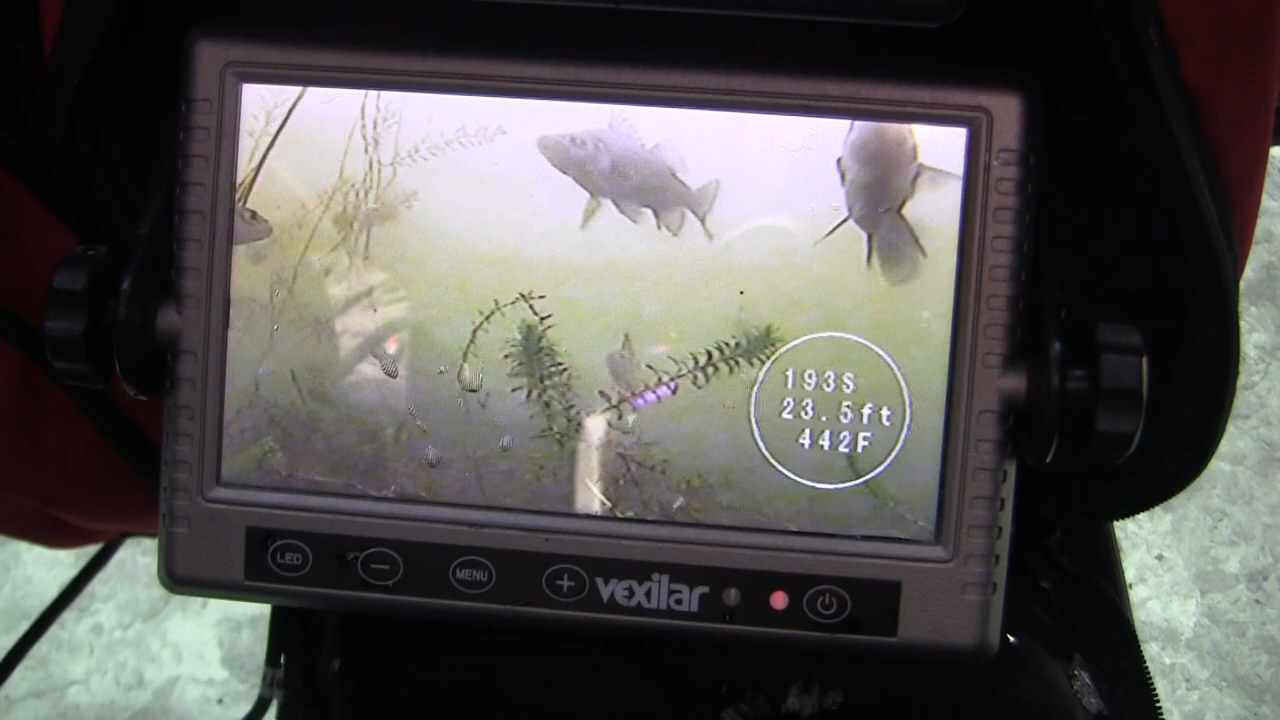 193S
23.5ft
442F
LED
−
MENU
+
vexilar